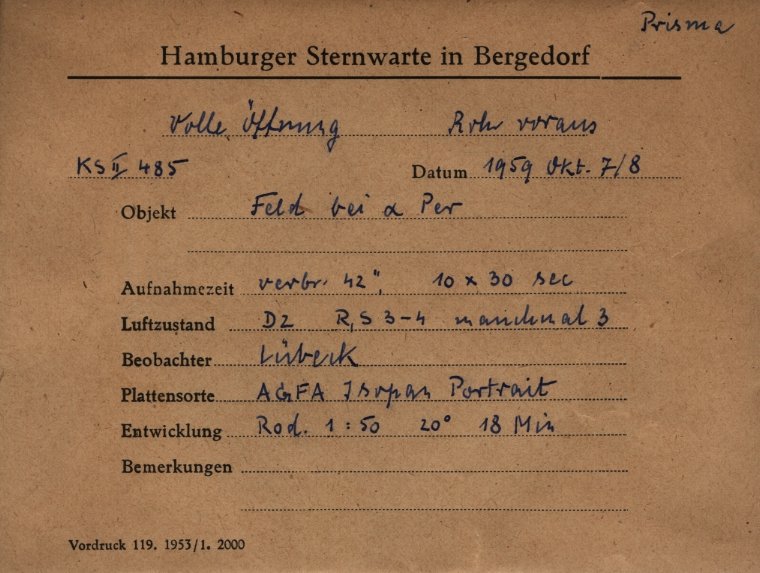 Prisma
Hamburger Sternwarte in Bergedorf
Volle Öffnung Rohr voraus
KS II 485 Datum 1959 Okt. 7/8
Objekt Feld bei α Per
Aufnahmezeit verbr. 42", 10 x 30 sec
Luftzustand D2 R,S 3-4 manchmal 3
Beobachter Lübeck
Plattensorte AGFA Isopan Portrait
Entwicklung Rod. 1:50 20° 18 Min
Bemerkungen
Vordruck 119. 1953/1. 2000